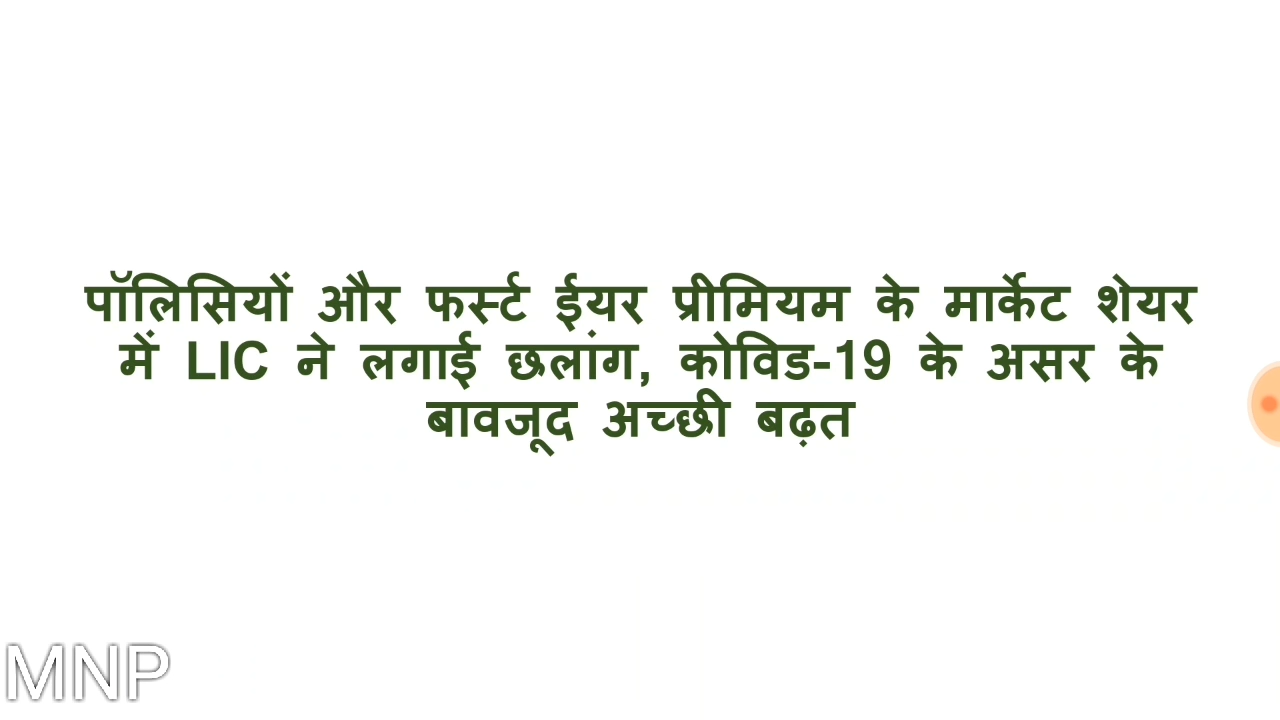 पॉलिसियों और फर्स्ट ईयर प्रीमियम के मार्केट शेयर
में LIC ने लगाई छलांग, कोविड-19 के असर के
बावजूद अच्छी बढ़त
MNP